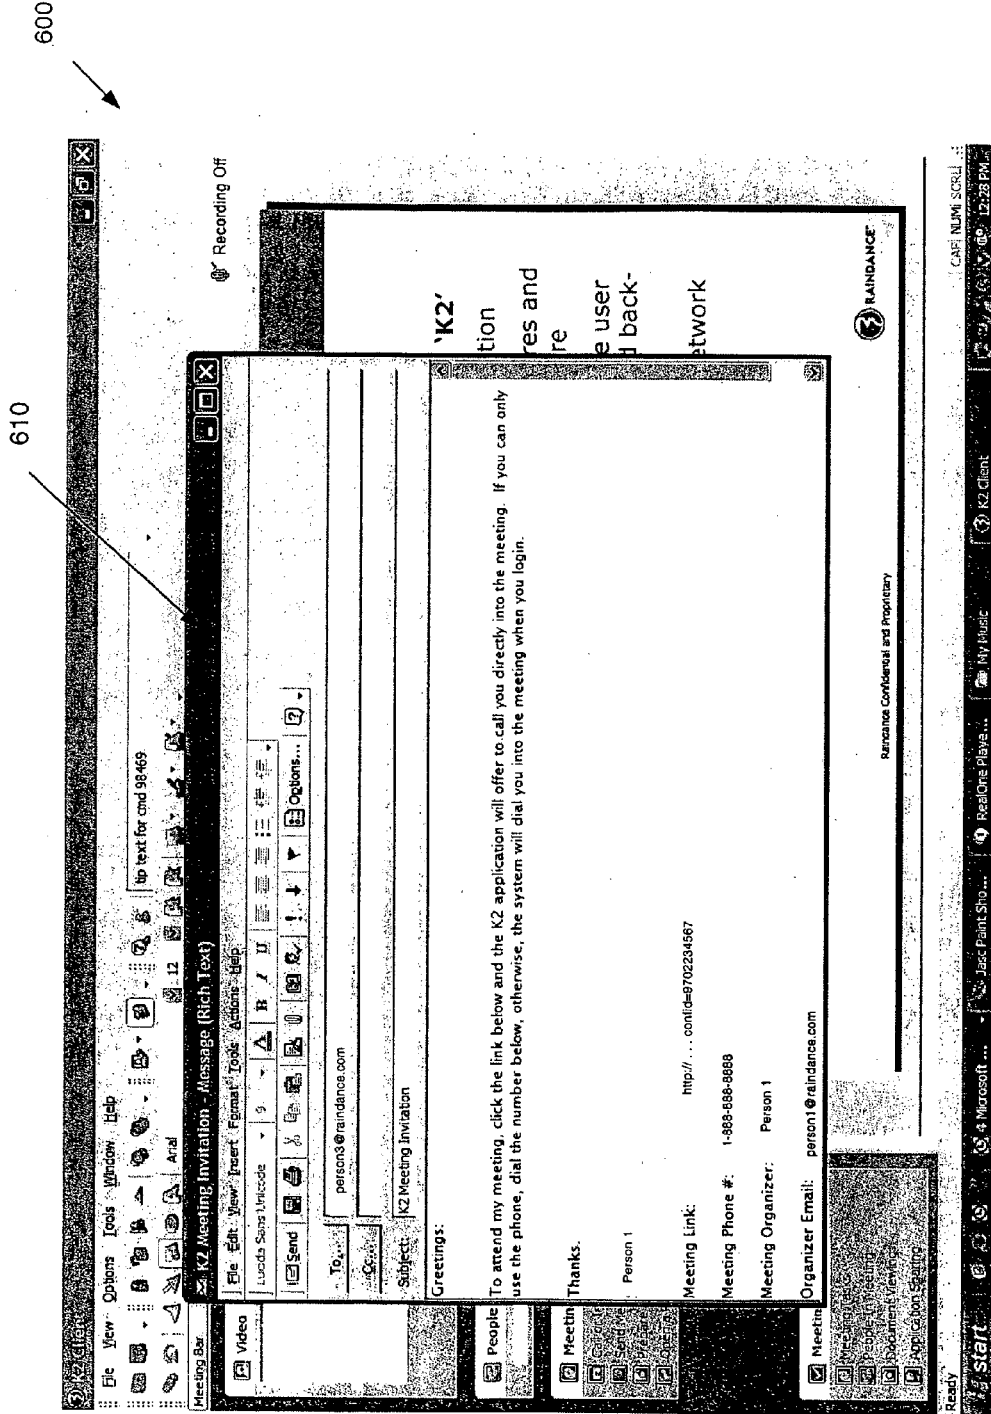 600
610
K2 Client
File View Options Tools Window Help
tip text for cmd 98469
Arial 12
Meeting Bar
Recording Off
K2 Meeting Invitation - Message (Rich Text)
File Edit View Insert Format Tools Actions Help
Lucida Sans Unicode 9 A B I U
Send Options...
To... person3@raindance.com
Cc...
Subject: K2 Meeting Invitation
Greetings:
To attend my meeting, click the link below and the K2 application will offer to call you directly into the meeting. If you can only
use the phone, dial the number below, otherwise, the system will dial you into the meeting when you login.
Thanks.
Person 1
Meeting Link: http:// ... confid=9702234567
Meeting Phone #: 1-888-888-8888
Meeting Organizer: Person 1
Organizer Email: person1@raindance.com
Video
People
Meetin
Meetin
People in Meeting
Document Viewing
Application Sharing
'K2'
tion
res and
re
e user
d back-
etwork
RAINDANCE
Raindance Confidential and Proprietary
Ready
CAP NUM SCRL
start
4 Microsoft ...
Jasc Paint Sho...
RealOne Playe...
My Music
K2 Client
12:28 PM